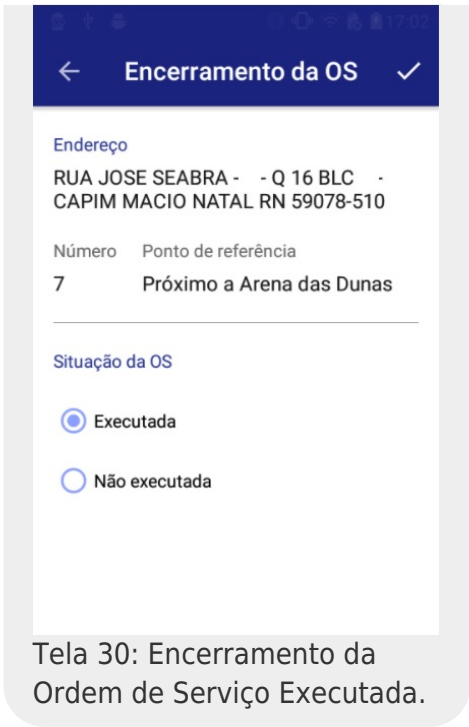 17:02
Encerramento da OS
Endereço
RUA JOSE SEABRA - - Q 16 BLC -
CAPIM MACIO NATAL RN 59078-510
Número Ponto de referência
7 Próximo a Arena das Dunas
Situação da OS
Executada
Não executada
Tela 30: Encerramento da
Ordem de Serviço Executada.